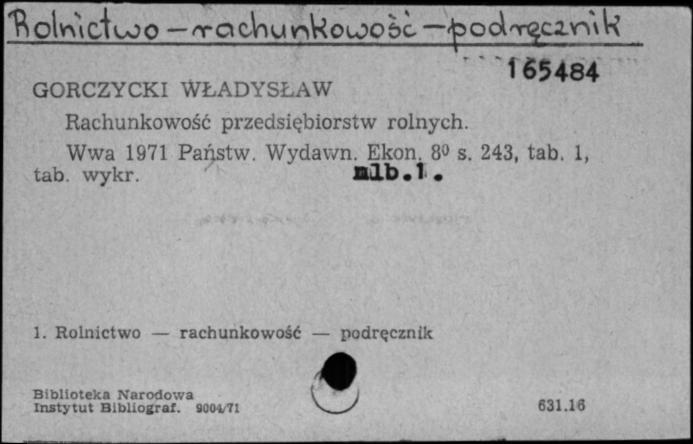 Rolnictwo — rachunkowość — podręcznik
165484
GORCZYCKI WŁADYSŁAW
Rachunkowość przedsiębiorstw rolnych.
Wwa 1971 Państw. Wydawn. Ekon. 8⁰ s. 243, tab. 1,
tab. wykr. nlb. 1.
1. Rolnictwo — rachunkowość — podręcznik
Biblioteka Narodowa
Instytut Bibliograf. 9004/71
631.16